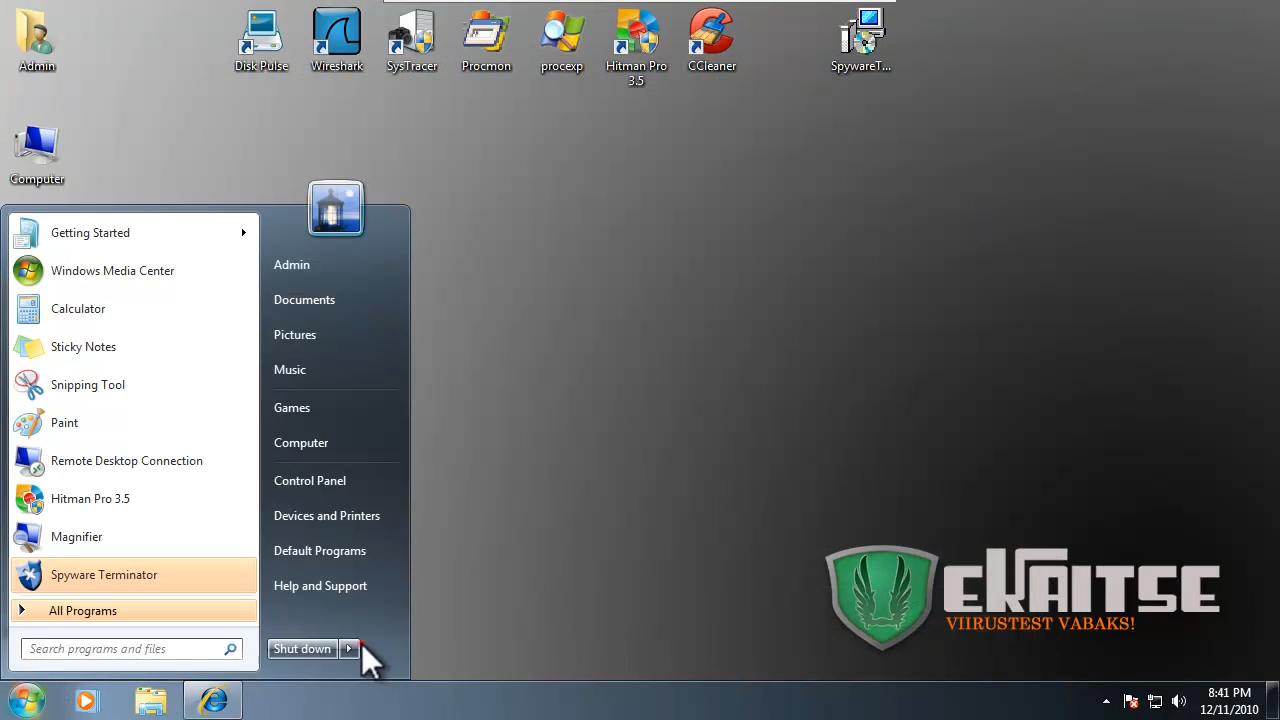 Admin
Disk Pulse
Wireshark
SysTracer
Procmon
procexp
Hitman Pro
3.5
CCleaner
SpywareT...
Computer
Getting Started
Windows Media Center
Calculator
Sticky Notes
Snipping Tool
Paint
Remote Desktop Connection
Hitman Pro 3.5
Magnifier
Spyware Terminator
All Programs
Search programs and files
Admin
Documents
Pictures
Music
Games
Computer
Control Panel
Devices and Printers
Default Programs
Help and Support
Shut down
EKAITSE
VIIRUSTEST VABAKS!
8:41 PM
12/11/2010